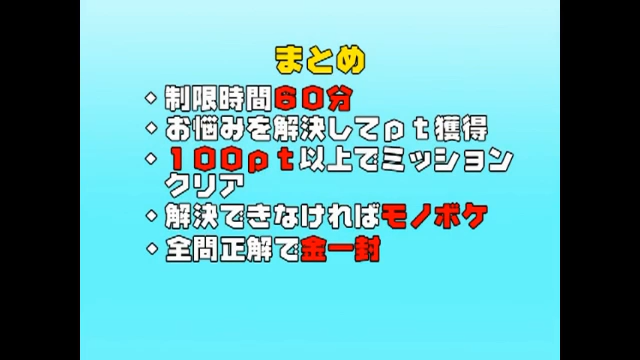 まとめ
・制限時間６０分
・お悩みを解決してｐｔ獲得
・１００ｐｔ以上でミッション
クリア
・解決できなければモノボケ
・全問正解で金一封